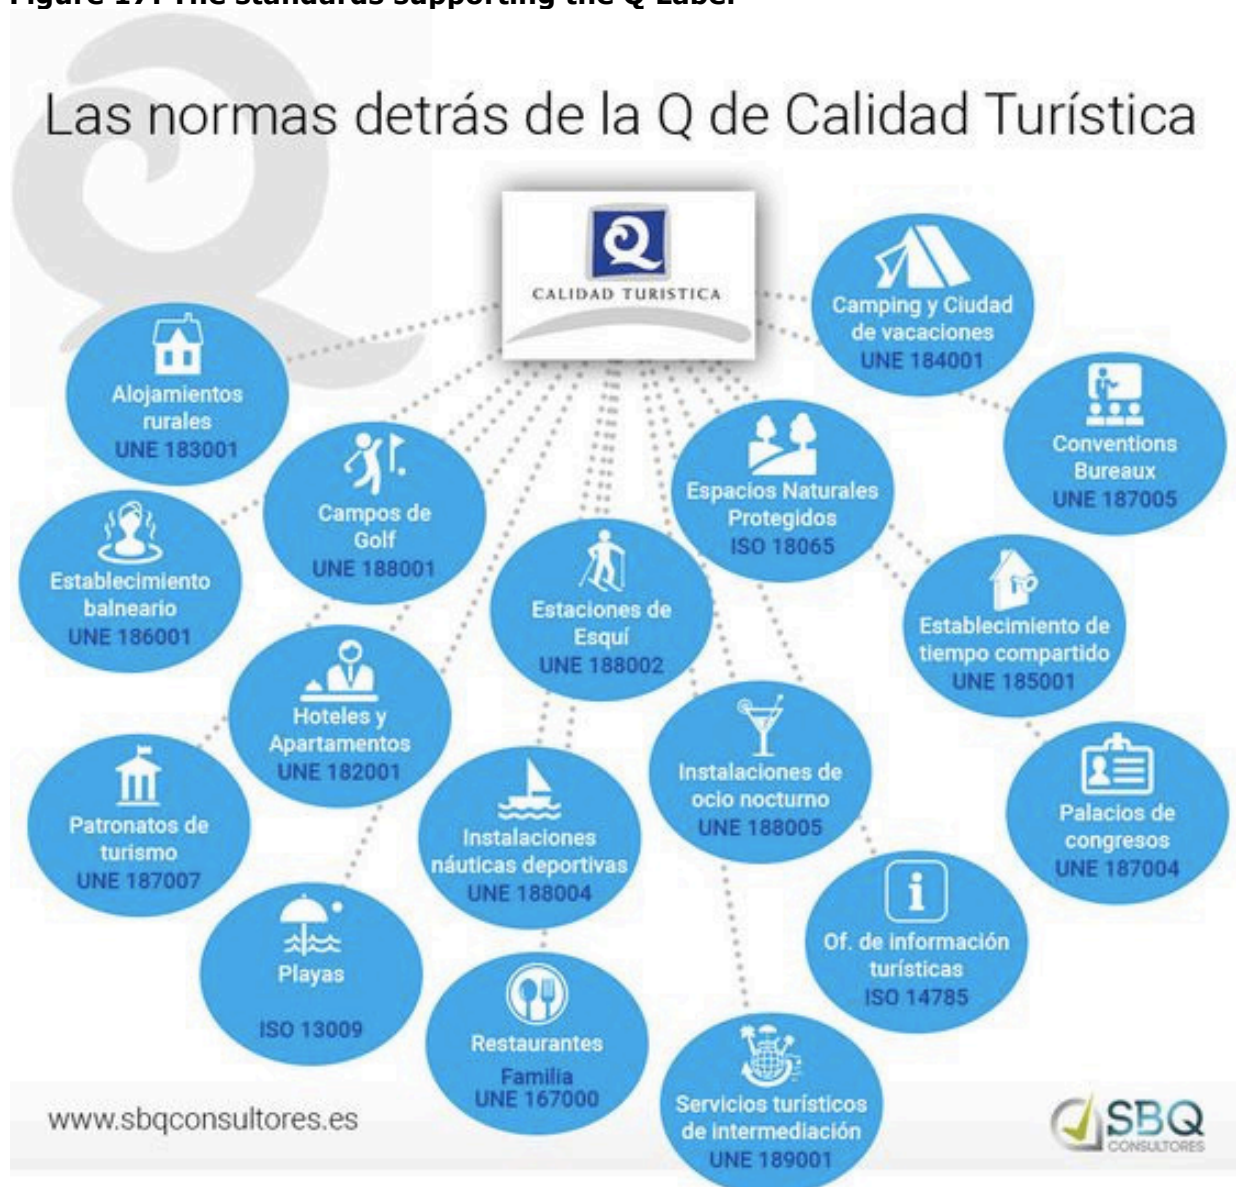 Figure 17: The standards supporting the Q Label
Las normas detrás de la Q de Calidad Turística
Q
CALIDAD TURISTICA
Camping y Ciudad
de vacaciones
UNE 184001
Alojamientos
rurales
UNE 183001
Conventions
Bureaux
UNE 187005
Campos de
Golf
UNE 188001
Espacios Naturales
Protegidos
ISO 18065
Establecimiento
balneario
UNE 186001
Estaciones de
Esquí
UNE 188002
Establecimiento de
tiempo compartido
UNE 185001
Hoteles y
Apartamentos
UNE 182001
Instalaciones de
ocio nocturno
UNE 188005
Patronatos de
turismo
UNE 187007
Instalaciones
náuticas deportivas
UNE 188004
Palacios de
congresos
UNE 187004
Playas
ISO 13009
i
Of. de información
turísticas
ISO 14785
Restaurantes
Familia
UNE 167000
Servicios turísticos
de intermediación
UNE 189001
www.sbqconsultores.es
SBQ
CONSULTORES